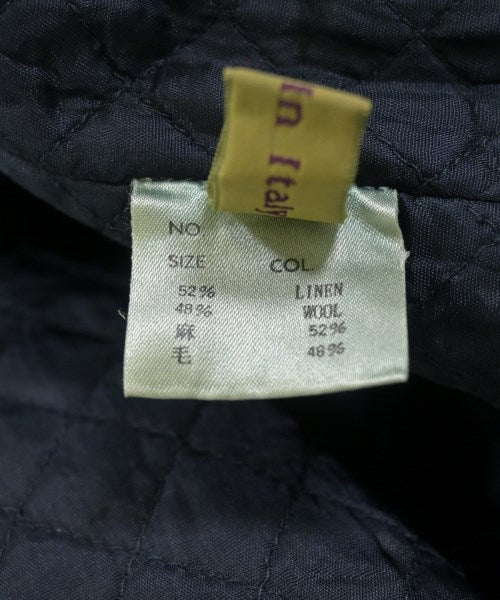 In Italy
NO.
SIZE COL.
52% LINEN
48% WOOL
麻 52%
毛 48%